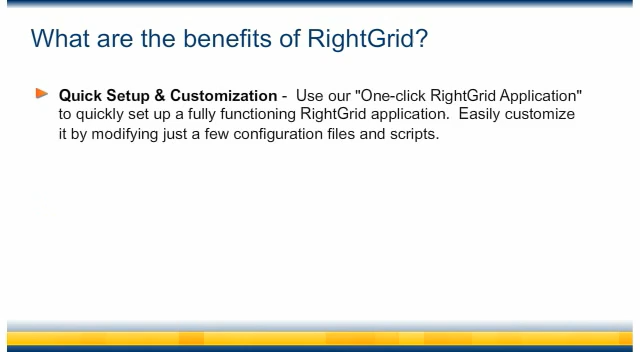 What are the benefits of RightGrid?
Quick Setup & Customization - Use our "One-click RightGrid Application"
to quickly set up a fully functioning RightGrid application. Easily customize
it by modifying just a few configuration files and scripts.